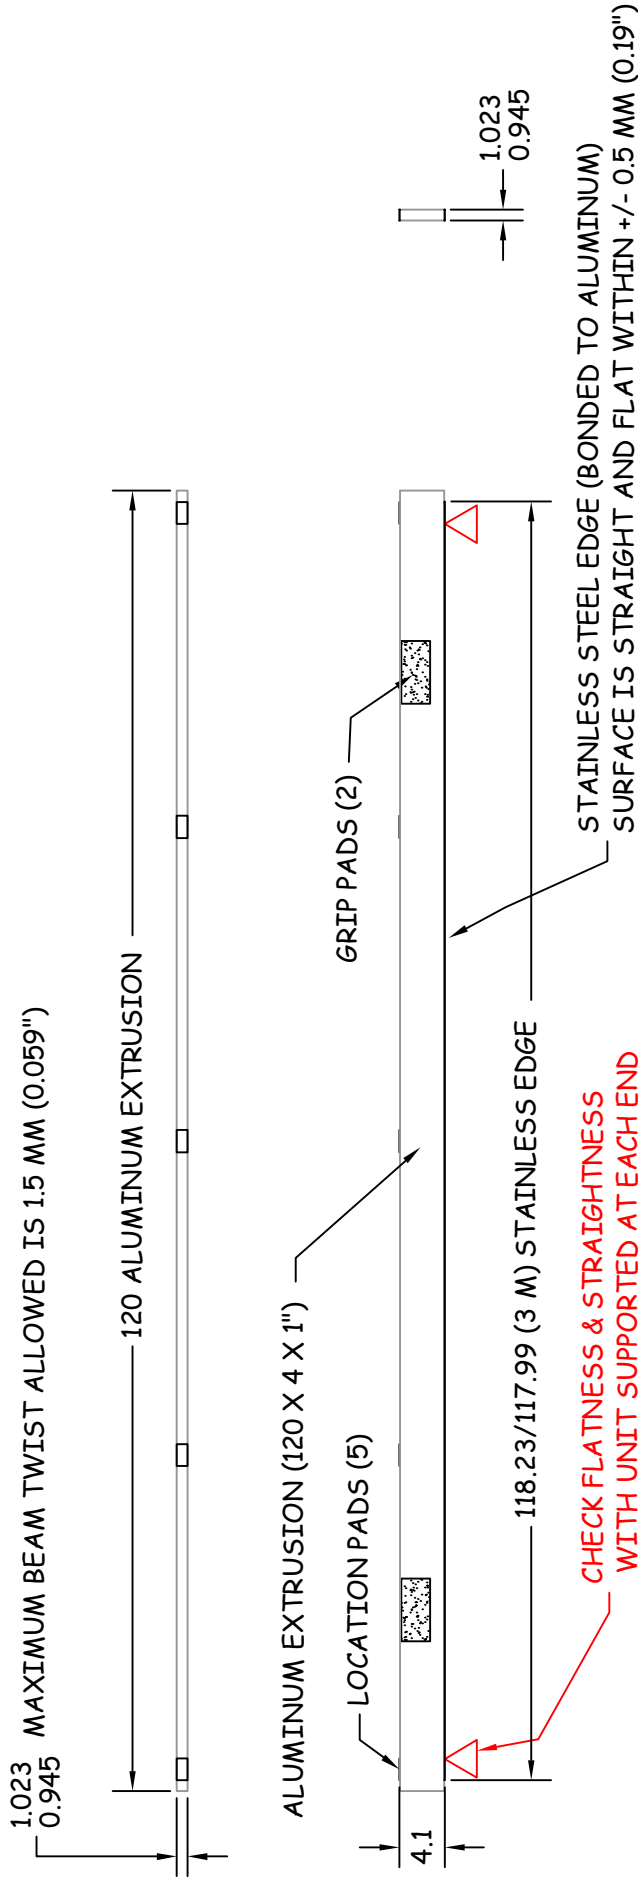 1.023
0.945
MAXIMUM BEAM TWIST ALLOWED IS 1.5 MM (0.059")
120 ALUMINUM EXTRUSION
ALUMINUM EXTRUSION (120 X 4 X 1")
LOCATION PADS (5)
GRIP PADS (2)
4.1
1.023
0.945
118.23/117.99 (3 M) STAINLESS EDGE
STAINLESS STEEL EDGE (BONDED TO ALUMINUM)
SURFACE IS STRAIGHT AND FLAT WITHIN +/- 0.5 MM (0.19")
CHECK FLATNESS & STRAIGHTNESS
WITH UNIT SUPPORTED AT EACH END